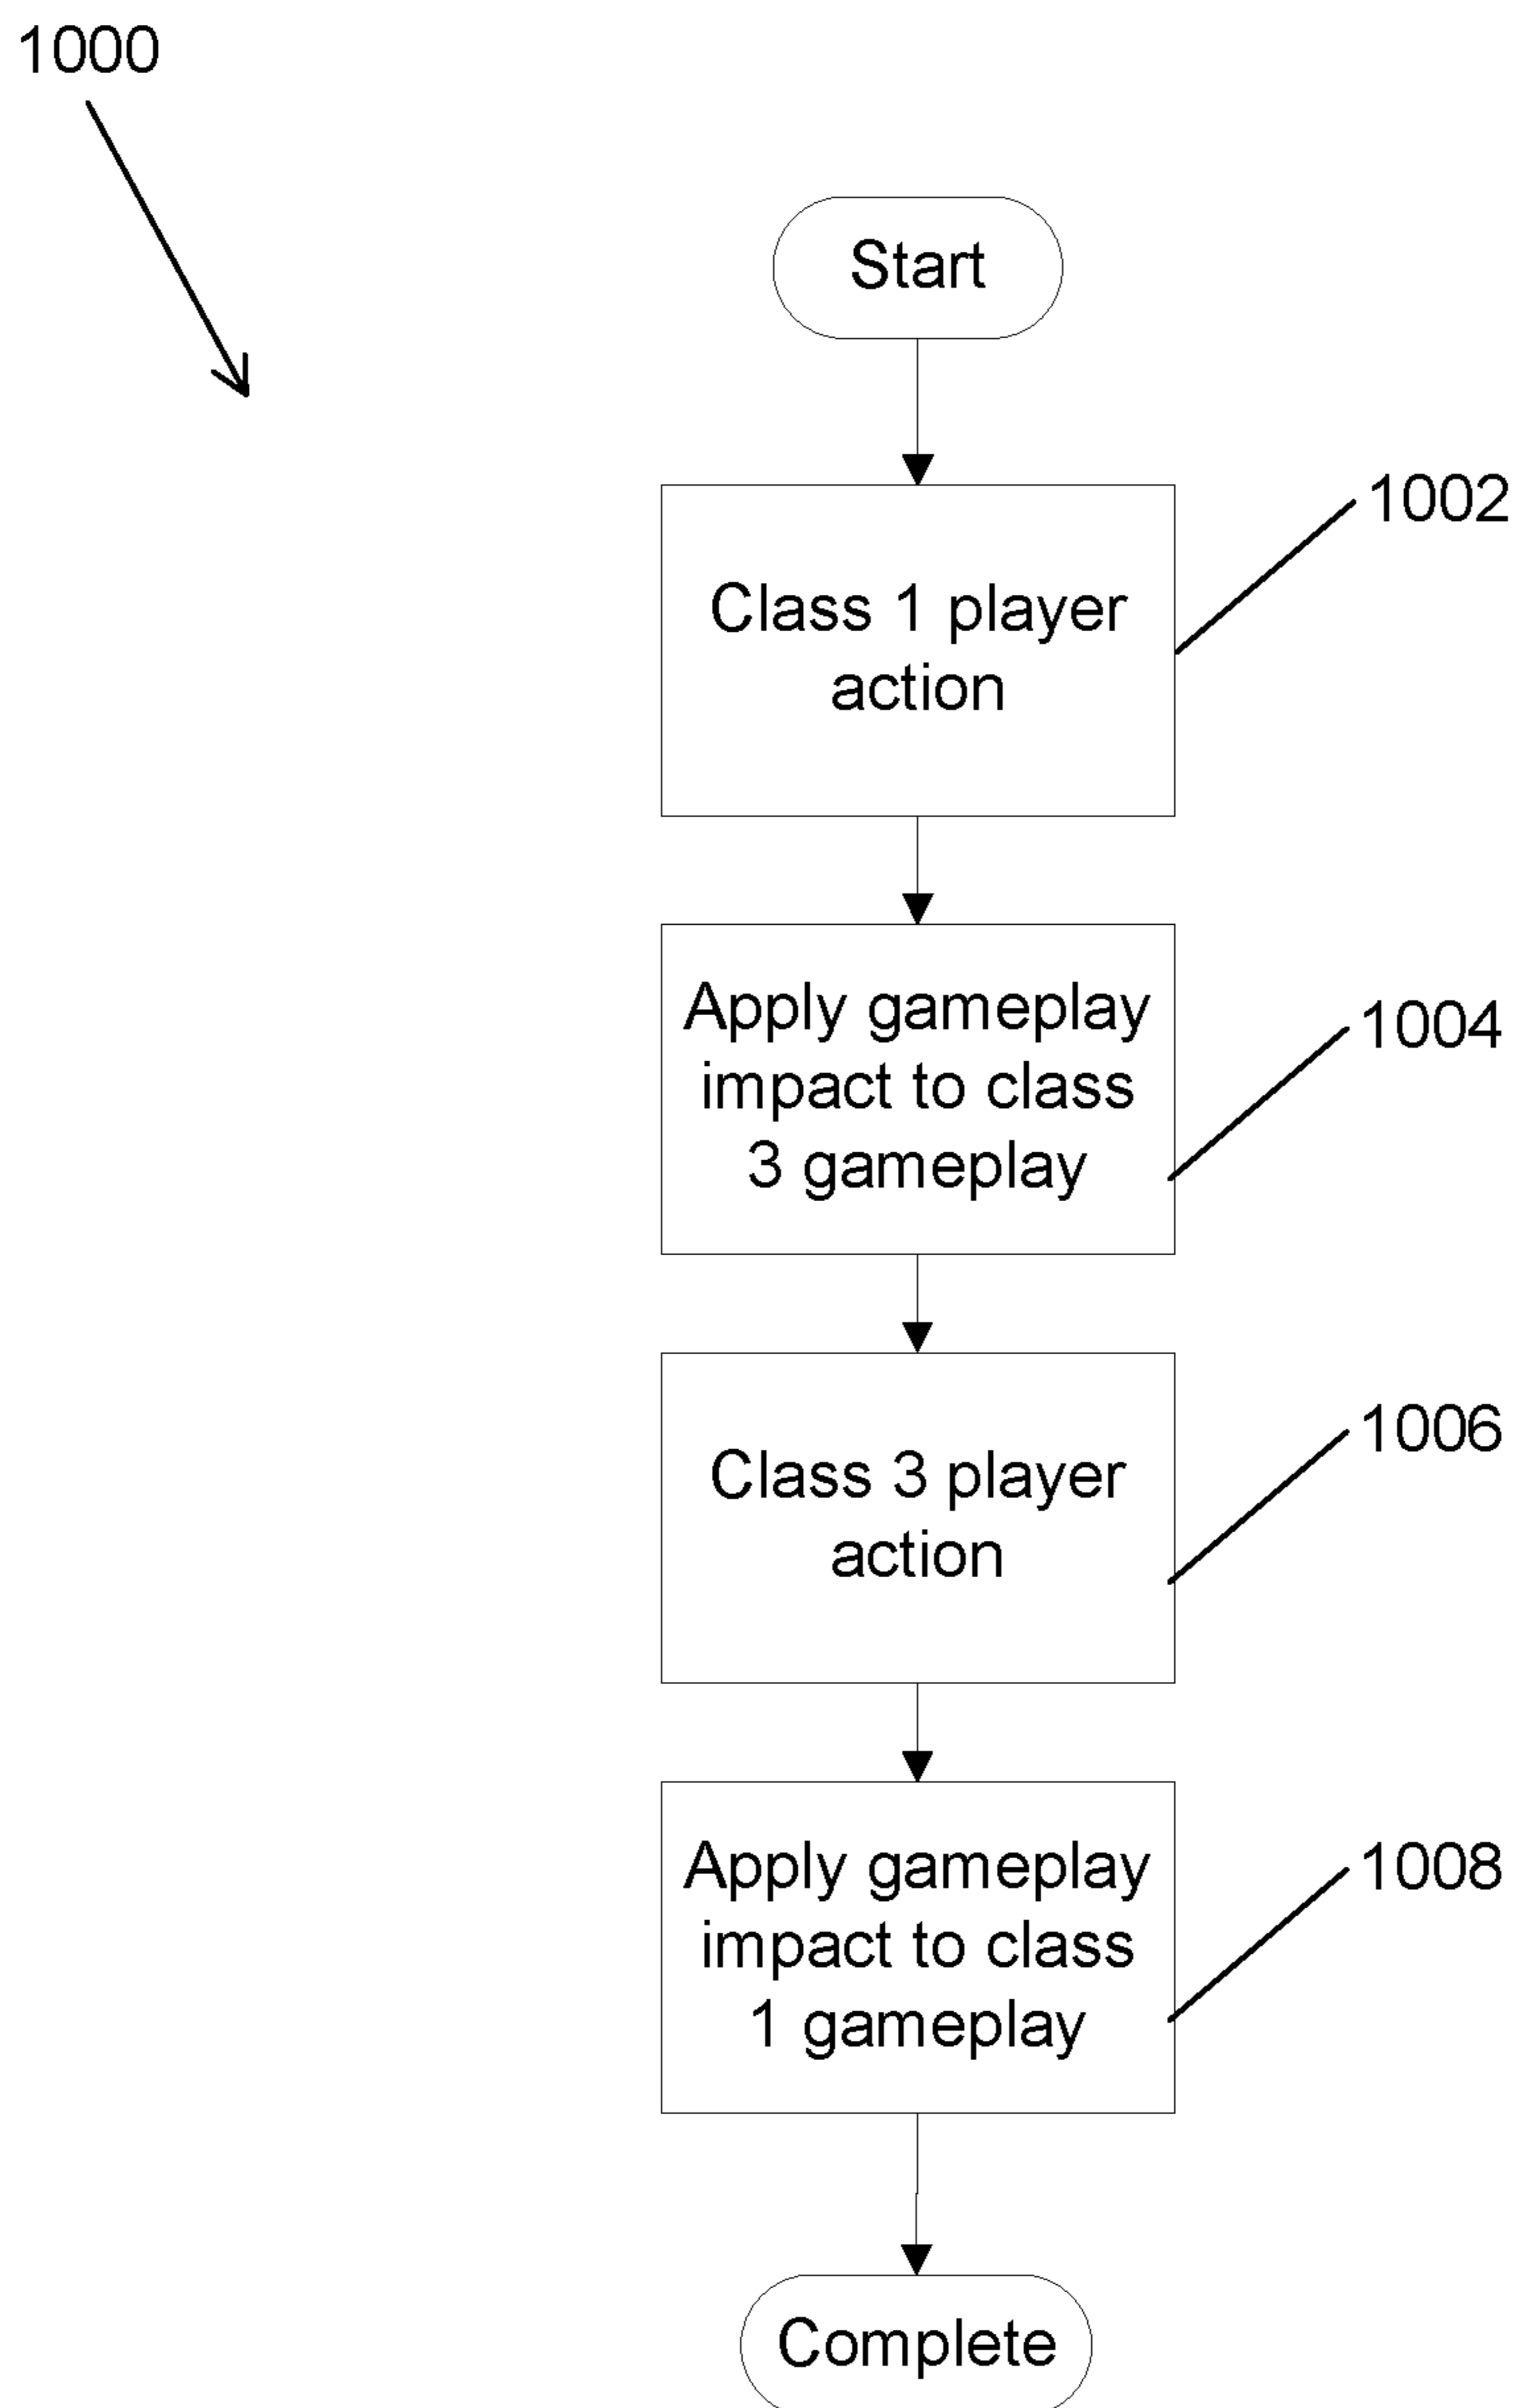 1000
Start
1002
Class 1 player
action
1004
Apply gameplay
impact to class
3 gameplay
1006
Class 3 player
action
1008
Apply gameplay
impact to class
1 gameplay
Complete